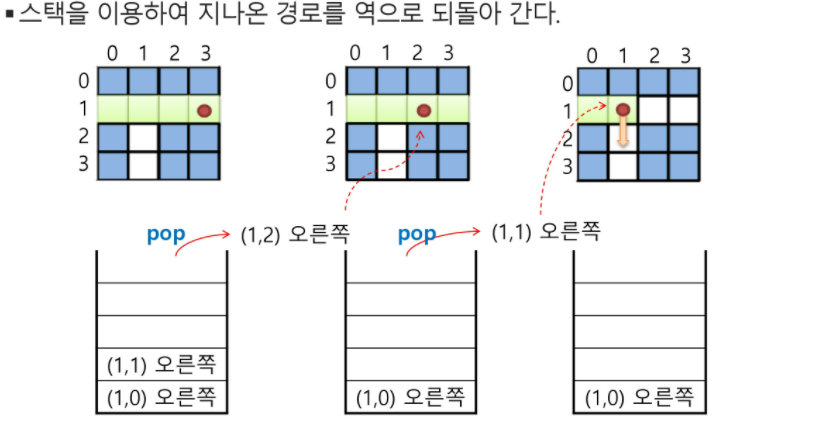 ▪ 스택을 이용하여 지나온 경로를 역으로 되돌아 간다.
0 1 2 3
0
1
2
3
0 1 2 3
0
1
2
3
0 1 2 3
0
1
2
3
pop
(1,2) 오른쪽
pop
(1,1) 오른쪽
(1,1) 오른쪽
(1,0) 오른쪽
(1,0) 오른쪽
(1,0) 오른쪽